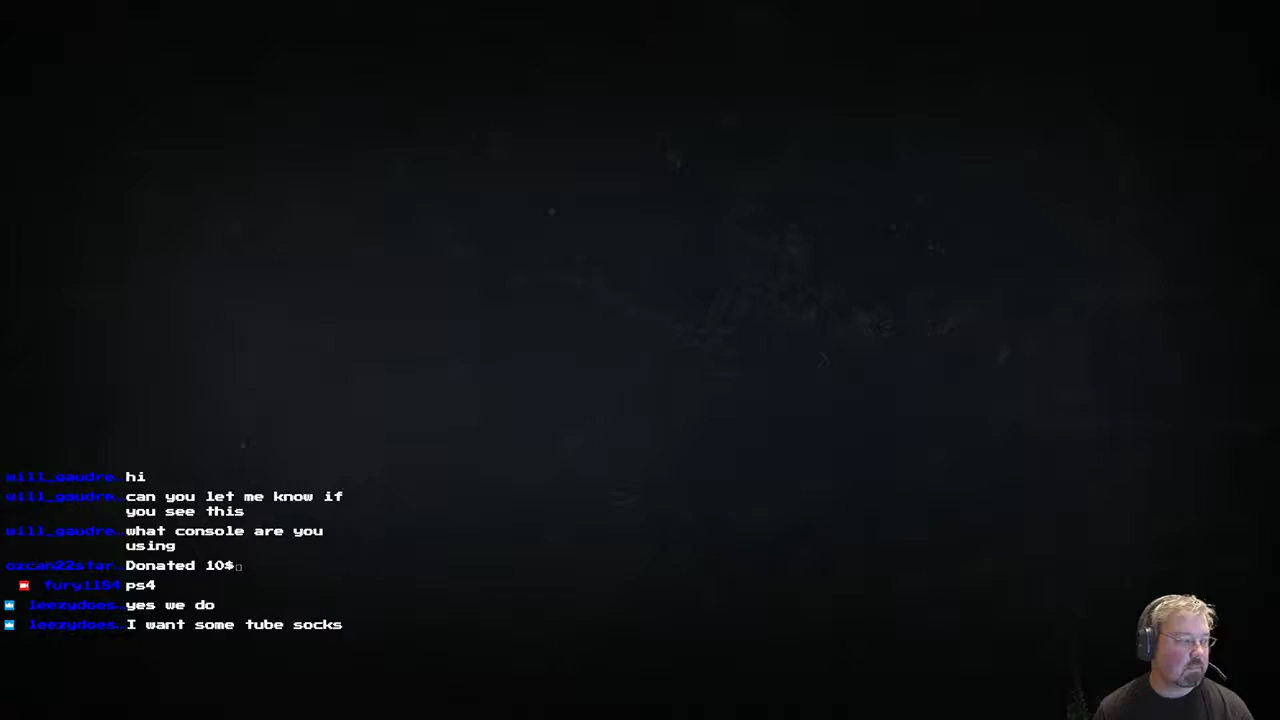 will_gaudre… hi
will_gaudre… can you let me know if
you see this
will_gaudre… what console are you
using
ozcan22star… Donated 10$
fury1184 ps4
leezydoes… yes we do
leezydoes… I want some tube socks